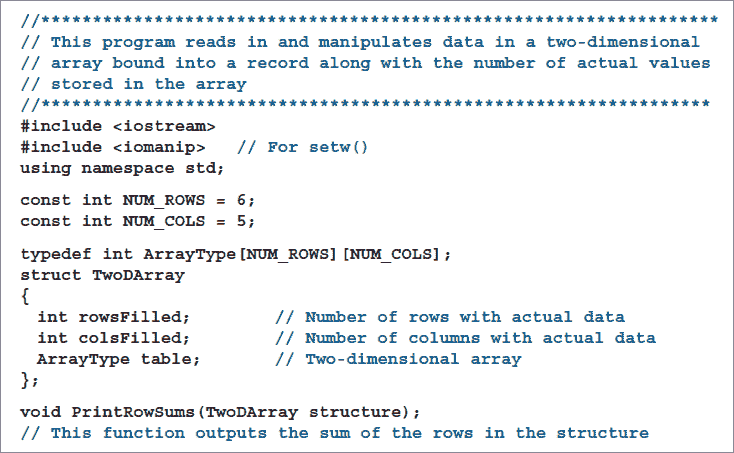 //******************************************************************
// This program reads in and manipulates data in a two-dimensional
// array bound into a record along with the number of actual values
// stored in the array
//*****************************************************************
#include <iostream>
#include <iomanip>   // For setw()
using namespace std;
const int NUM_ROWS = 6;
const int NUM_COLS = 5;
typedef int ArrayType[NUM_ROWS][NUM_COLS];
struct TwoDArray
{
  int rowsFilled;        // Number of rows with actual data
  int colsFilled;        // Number of columns with actual data
  ArrayType table;       // Two-dimensional array
};
void PrintRowSums(TwoDArray structure);
// This function outputs the sum of the rows in the structure